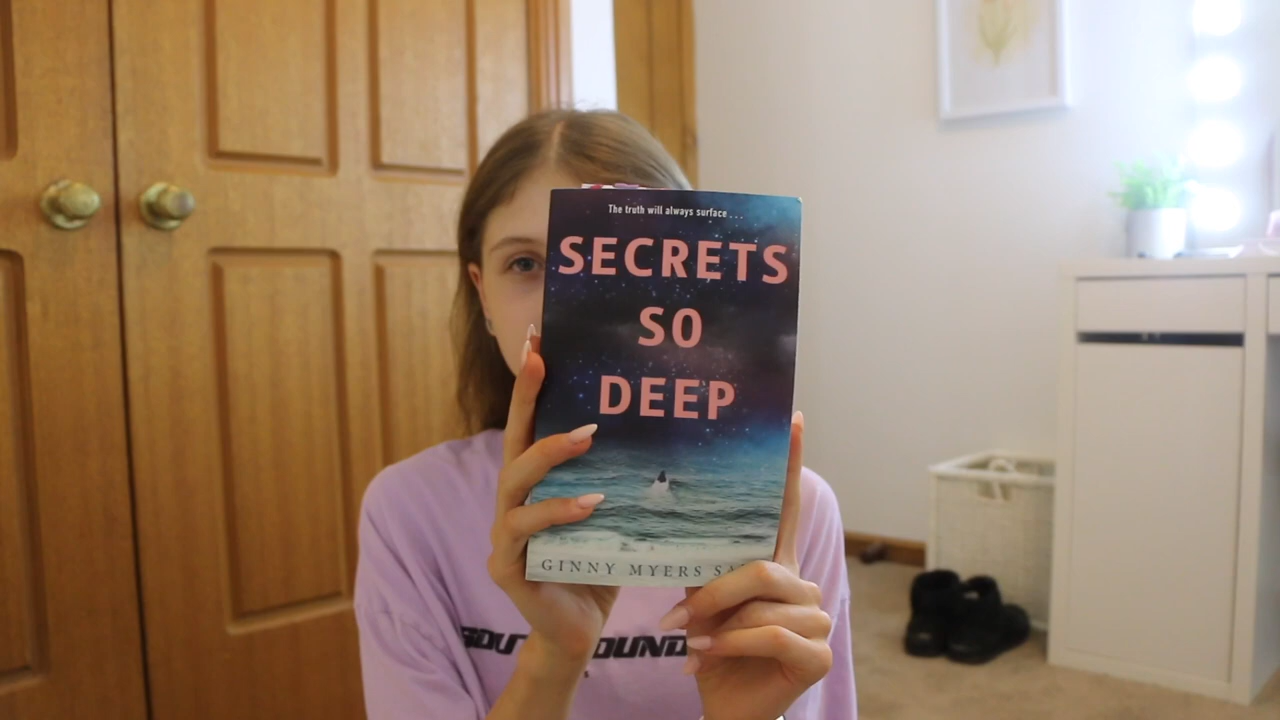 The truth will always surface . . .
SECRETS
SO
DEEP
GINNY MYERS